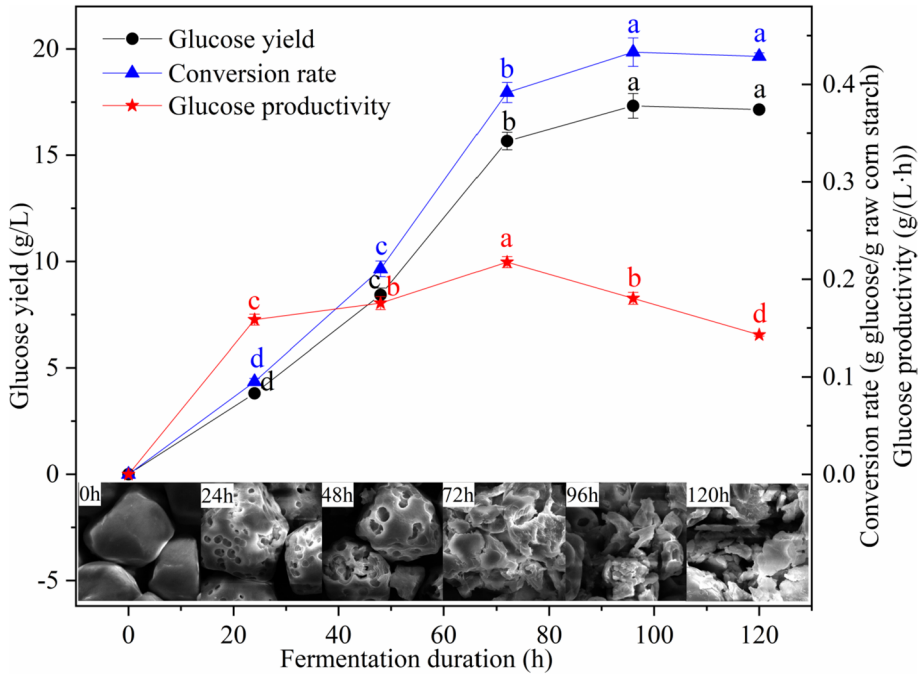 Glucose yield
Conversion rate
Glucose productivity
20
15
10
5
0
-5
Glucose yield (g/L)
0.4
0.3
0.2
0.1
0.0
Conversion rate (g glucose/g raw corn starch)
Glucose productivity (g/(L·h))
a
a
b
a
a
b
a
c
c
b
b
c
d
d
d
0h
24h
48h
72h
96h
120h
0
20
40
60
80
100
120
Fermentation duration (h)